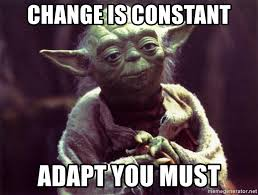 CHANGE IS CONSTANT
ADAPT YOU MUST
memegenerator.net